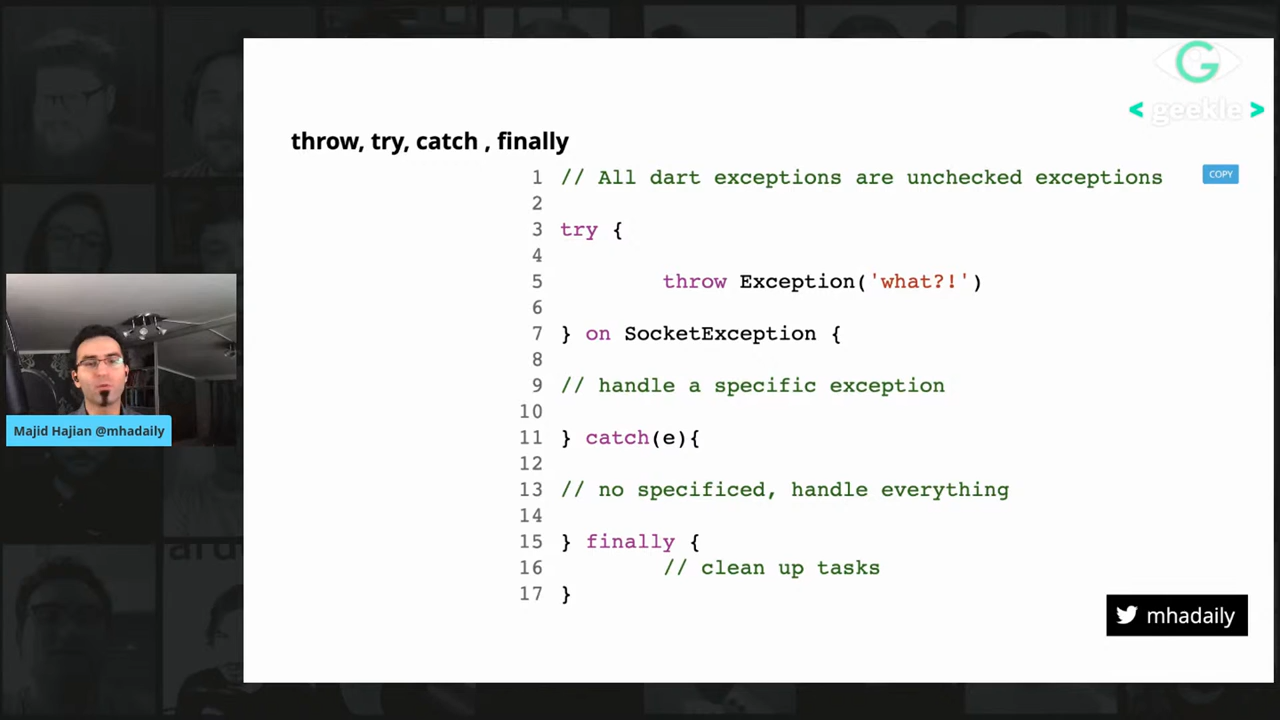 < geekle >
throw, try, catch , finally
COPY
1 // All dart exceptions are unchecked exceptions
2
3 try {
4
5 throw Exception('what?!')
6
7 } on SocketException {
8
9 // handle a specific exception
10
11 } catch(e){
12
13 // no specificed, handle everything
14
15 } finally {
16 // clean up tasks
17 }
Majid Hajian @mhadaily
mhadaily